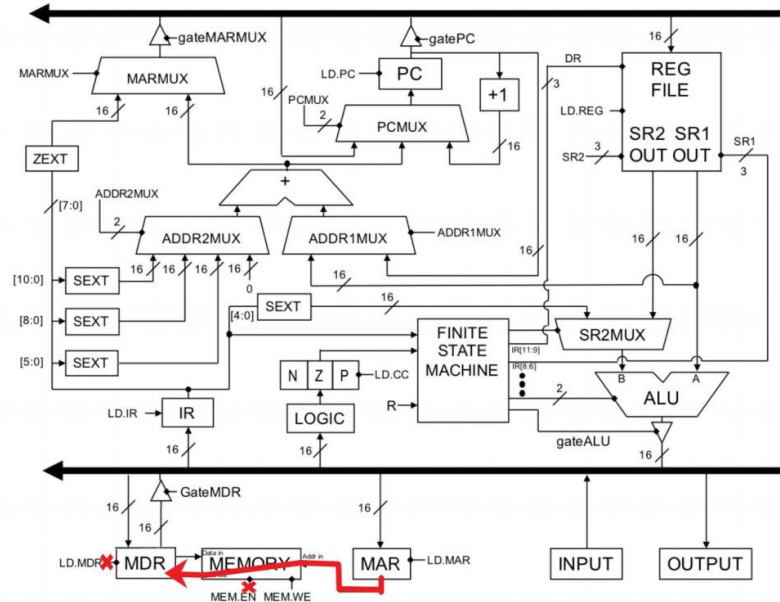 gateMARMUX
gatePC
16
DR
MARMUX
MARMUX
LD.PC
PC
REG
FILE
3
16
+1
LD.REG
16
16
PCMUX
2
PCMUX
SR2 SR1
OUT OUT
SR1
3
SR2
3
16
ZEXT
+
[7:0]
ADDR2MUX
2
ADDR2MUX
ADDR1MUX
ADDR1MUX
16
16
16
16 16 16 16
[10:0]
SEXT
0
16
[4:0]
SEXT
16
[8:0]
SEXT
FINITE
STATE
MACHINE
SR2MUX
IR[11:9]
IR[8:6]
[5:0]
SEXT
N Z P
LD.CC
B A
ALU
2
LD.IR
IR
LOGIC
R
gateALU
16
16
16
GateMDR
16
16
16
LD.MDR
MDR
Data in
MEMORY
Addr in
MAR
LD.MAR
INPUT
OUTPUT
MEM.EN
MEM.WE